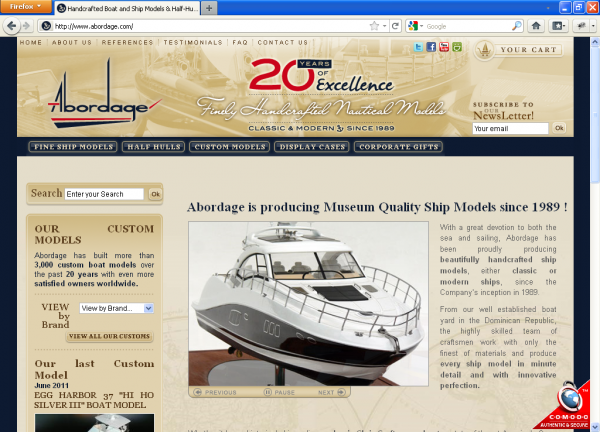 Firefox
Handcrafted Boat and Ship Models & Half-Hu...
http://www.abordage.com/
Google
HOME ABOUT US REFERENCES TESTIMONIALS FAQ CONTACT US
YOUR CART
20 YEARS OF Excellence
Abordage
Finely Handcrafted Nautical Models
CLASSIC & MODERN SINCE 1989
SUBSCRIBE TO
OUR
NewsLetter!
Your email Ok
FINE SHIP MODELS HALF HULLS CUSTOM MODELS DISPLAY CASES CORPORATE GIFTS
Search Enter your Search Ok
Abordage is producing Museum Quality Ship Models since 1989 !
OUR CUSTOM
MODELS
Abordage has built more than
3,000 custom boat models over
the past 20 years with even more
satisfied owners worldwide.
VIEW
by
Brand
View by Brand...
VIEW ALL OUR CUSTOMS
Our last Custom
Model
June 2011
EGG HARBOR 37 "HI HO
SILVER III" BOAT MODEL
With a great devotion to both the
sea and sailing, Abordage has
been proudly producing
beautifully handcrafted ship
models, either classic or
modern ships, since the
Company's inception in 1989.
From our well established boat
yard in the Dominican Republic,
the highly skilled team of
craftsmen work with only the
finest of materials and produce
every ship model in minute
detail and with innovative
perfection.
PREVIOUS PAUSE NEXT
COMODO
AUTHENTIC & SECURE